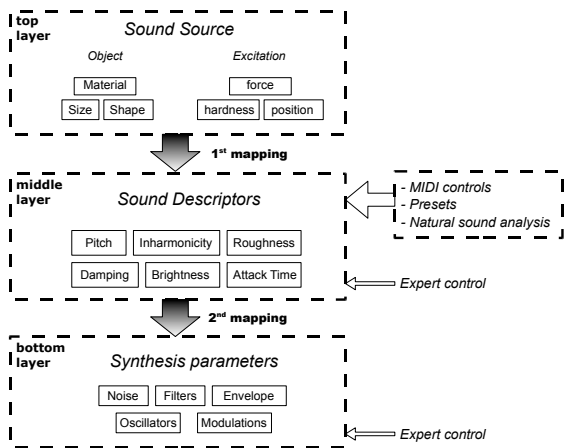 top
layer
Sound Source
Object
Excitation
Material
force
Size
Shape
hardness
position
1st mapping
middle
layer
Sound Descriptors
- MIDI controls
- Presets
- Natural sound analysis
Pitch
Inharmonicity
Roughness
Damping
Brightness
Attack Time
Expert control
2nd mapping
bottom
layer
Synthesis parameters
Noise
Filters
Envelope
Oscillators
Modulations
Expert control